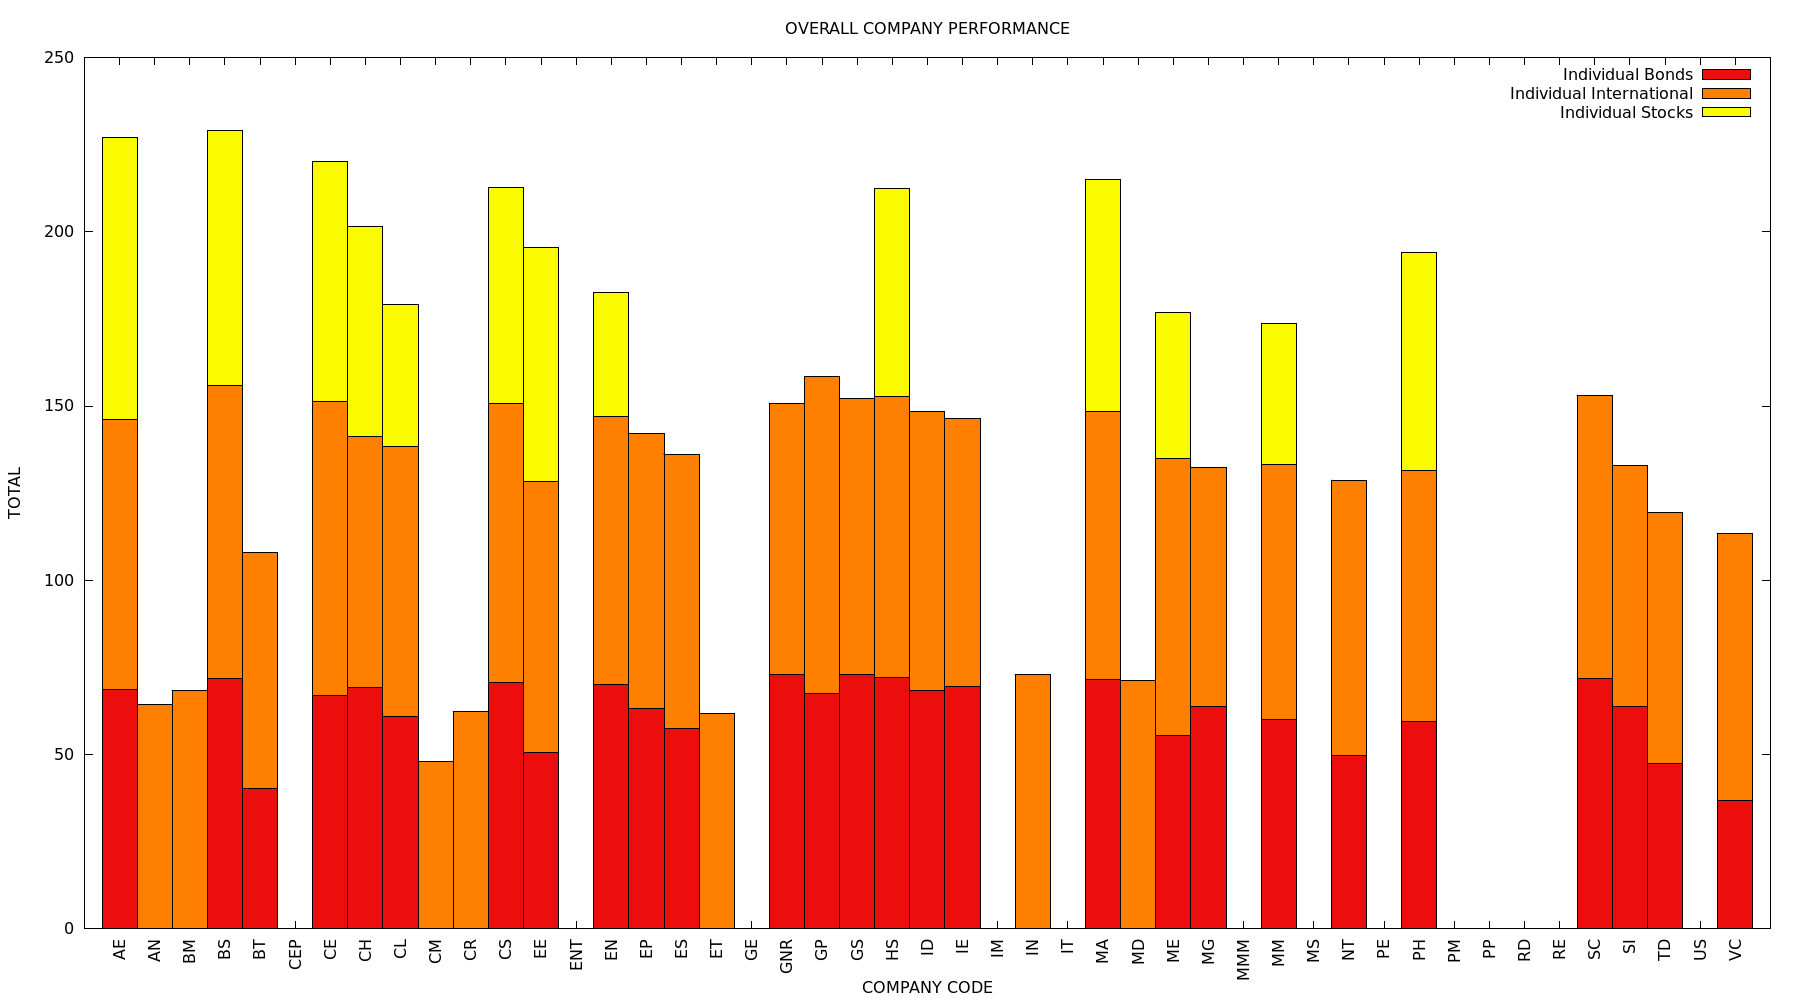 OVERALL COMPANY PERFORMANCE
250
200
150
100
50
0
TOTAL
Individual Bonds
Individual International
Individual Stocks
AE AN BM BS BT CEP CE CH CL CM CR CS EE ENT EN EP ES ET GE GNR GP GS HS ID IE IM IN IT MA MD ME MG MMM MM MS NT PE PH PM PP RD RE SC SI TD US VC
COMPANY CODE